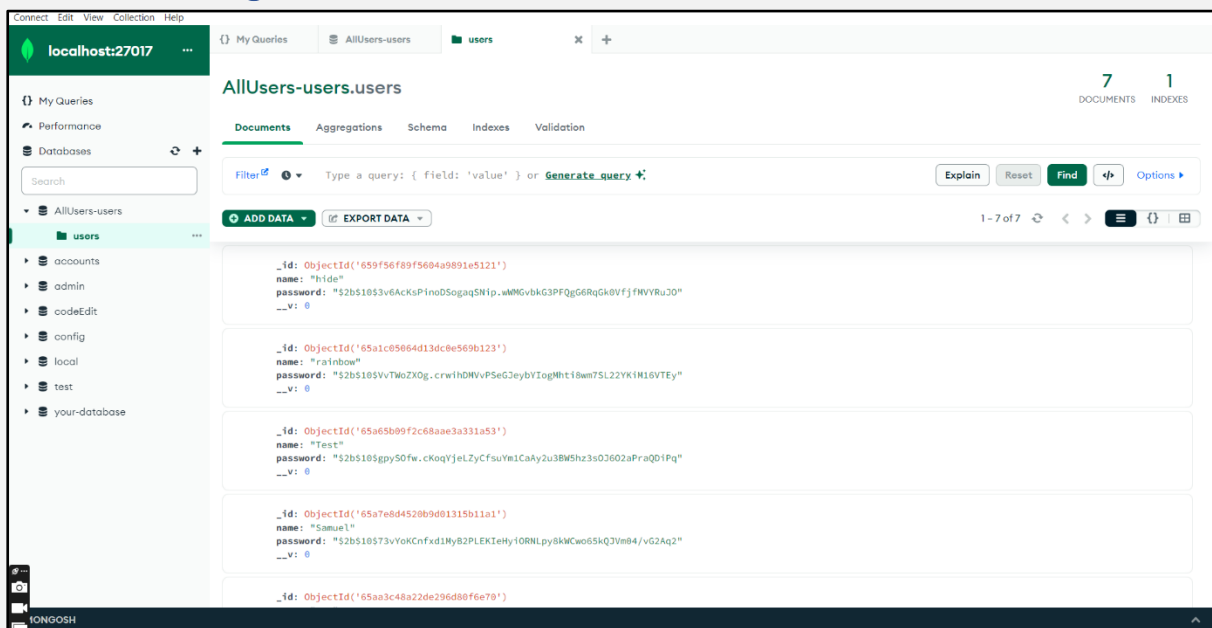 Connect Edit View Collection Help
localhost:27017 ...
{} My Queries
AllUsers-users
users
My Queries
Performance
Databases
Search
AllUsers-users
users
accounts
admin
codeEdit
config
local
test
your-database
AllUsers-users.users
7
DOCUMENTS
1
INDEXES
Documents Aggregations Schema Indexes Validation
Filter Type a query: { field: 'value' } or Generate query
Explain Reset Find </> Options
ADD DATA EXPORT DATA
1 – 7 of 7
_id: ObjectId('659f56f89f5604a9891e5121')
name: "hide"
password: "$2b$10$3v6AcKsPinoDSogaqSNip.wWMGvbkG3PFQgG6RqGk0VfjfMVYRuJO"
__v: 0
_id: ObjectId('65a1c05064d13dc0e569b123')
name: "rainbow"
password: "$2b$10$VvTWoZXOg.crwihDMVvPSeGJeybYIogMhti8wm7SL22YKiM16VTEy"
__v: 0
_id: ObjectId('65a65b09f2c68aae3a331a53')
name: "Test"
password: "$2b$10$gpySOfw.cKoqYjeLZyCfsuYm1CaAy2u3BW5hz3sOJ6O2aPraQDiPq"
__v: 0
_id: ObjectId('65a7e8d4520b9d01315b11a1')
name: "Samuel"
password: "$2b$10$73vYoKCnfxd1MyB2PLEKIeHyiORNLpy8kWCwo65kQJVm04/vG2Aq2"
__v: 0
_id: ObjectId('65aa3c48a22de296d80f6e70')